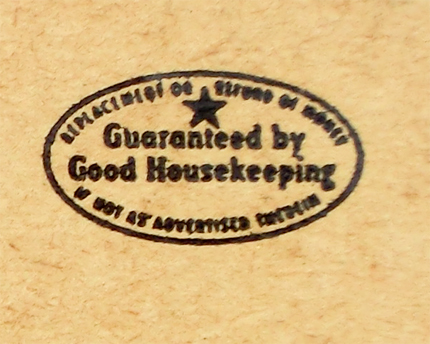 REPLACEMENT OR REFUND OF MONEY
Guaranteed by
Good Housekeeping
IF NOT AS ADVERTISED THEREIN